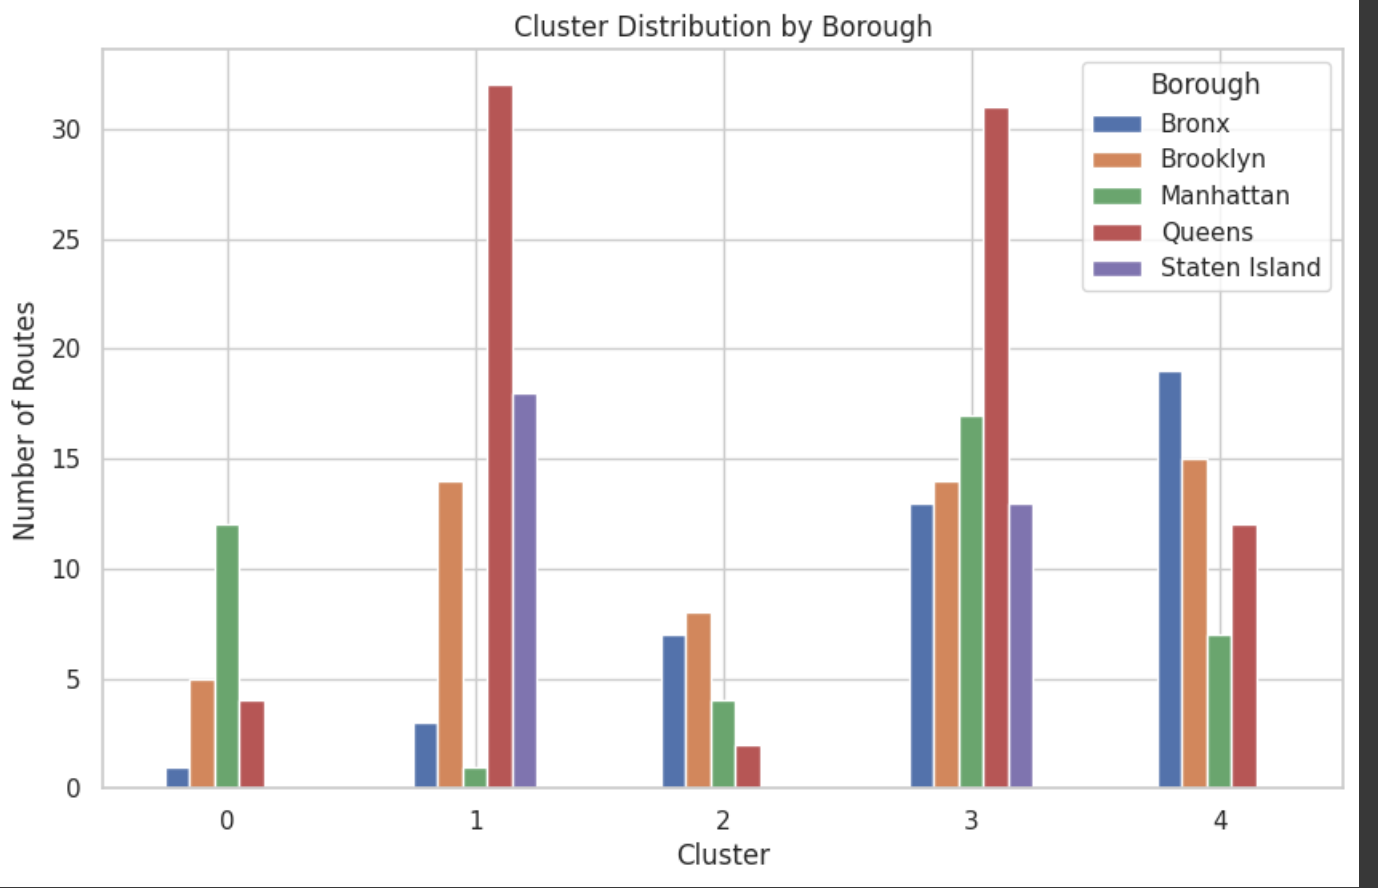 Cluster Distribution by Borough
Borough
Bronx
Brooklyn
Manhattan
Queens
Staten Island
Number of Routes
30
25
20
15
10
5
0
0 1 2 3 4
Cluster